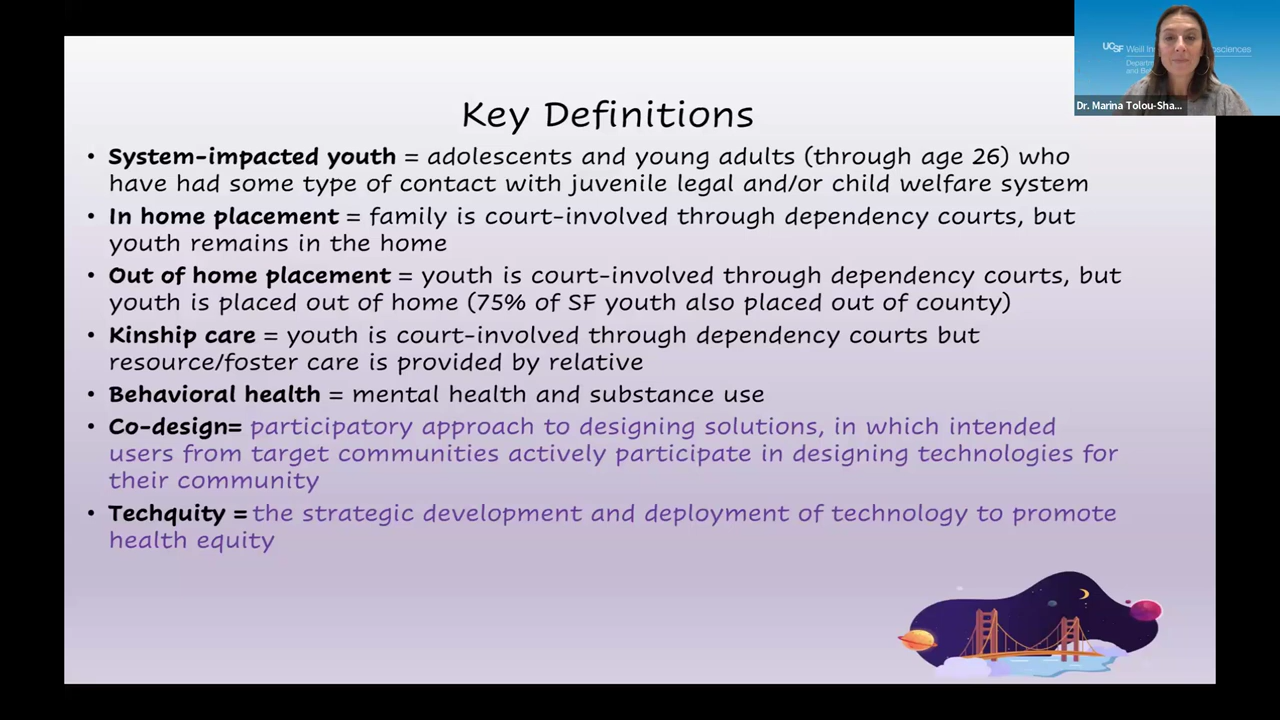 UCSF Weill In
osciences
Dr. Marina Tolou-Sha...
Key Definitions
• System-impacted youth = adolescents and young adults (through age 26) who
have had some type of contact with juvenile legal and/or child welfare system
• In home placement = family is court-involved through dependency courts, but
youth remains in the home
• Out of home placement = youth is court-involved through dependency courts, but
youth is placed out of home (75% of SF youth also placed out of county)
• Kinship care = youth is court-involved through dependency courts but
resource/foster care is provided by relative
• Behavioral health = mental health and substance use
• Co-design= participatory approach to designing solutions, in which intended
users from target communities actively participate in designing technologies for
their community
• Techquity = the strategic development and deployment of technology to promote
health equity